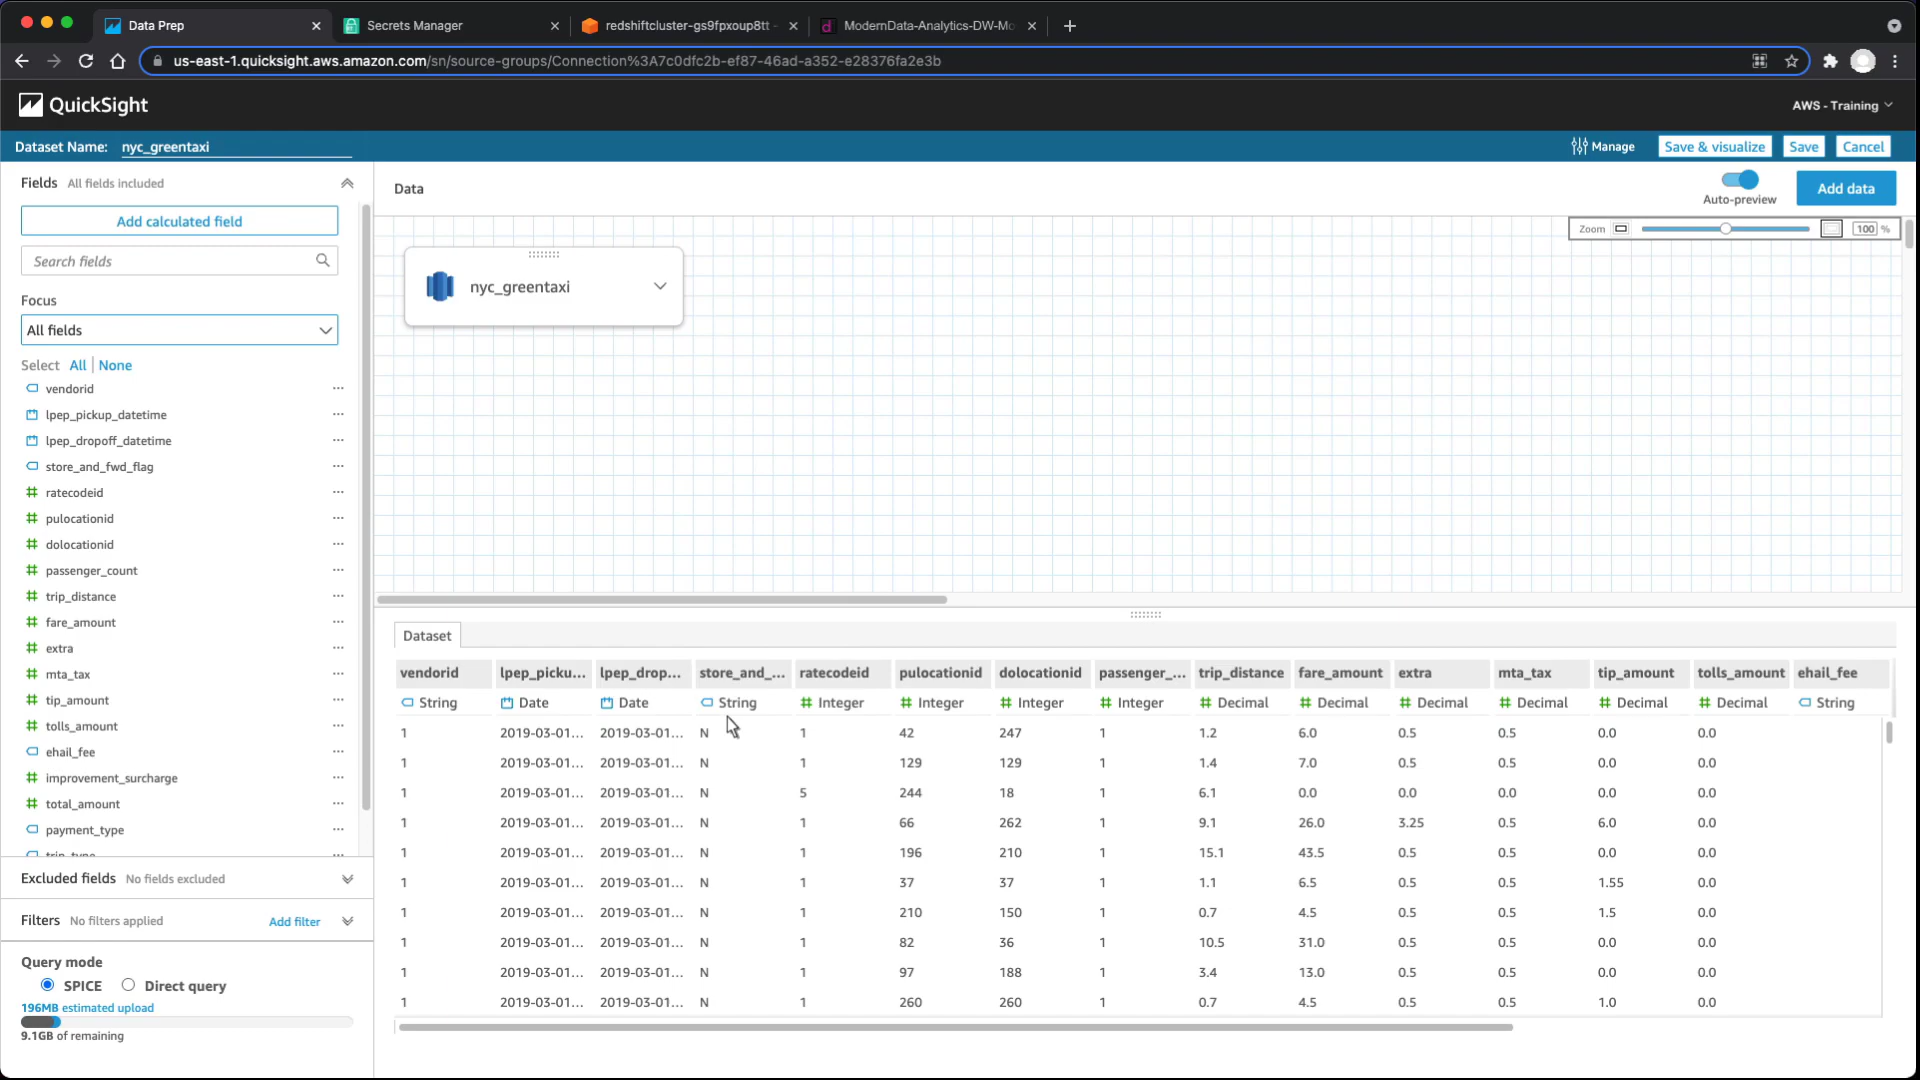 Data Prep
Secrets Manager
redshiftcluster-gs9fpxoup8tt -
ModernData-Analytics-DW-Mo
us-east-1.quicksight.aws.amazon.com/sn/source-groups/Connection%3A7c0dfc2b-ef87-46ad-a352-e28376fa2e3b
QuickSight
AWS - Training
Dataset Name: nyc_greentaxi
Manage
Save & visualize
Save
Cancel
Fields All fields included
Data
Auto-preview
Add data
Add calculated field
Zoom 100 %
Search fields
nyc_greentaxi
Focus
All fields
Select All | None
vendorid
lpep_pickup_datetime
lpep_dropoff_datetime
store_and_fwd_flag
ratecodeid
pulocationid
dolocationid
passenger_count
trip_distance
fare_amount
extra
mta_tax
tip_amount
tolls_amount
ehail_fee
improvement_surcharge
total_amount
payment_type
trip_type
Excluded fields No fields excluded
Filters No filters applied Add filter
Query mode
SPICE Direct query
196MB estimated upload
9.1GB of remaining
Dataset
vendorid lpep_picku... lpep_drop... store_and_... ratecodeid pulocationid dolocationid passenger_... trip_distance fare_amount extra mta_tax tip_amount tolls_amount ehail_fee
String Date Date String Integer Integer Integer Integer Decimal Decimal Decimal Decimal Decimal Decimal String
1 2019-03-01... 2019-03-01... N 1 42 247 1 1.2 6.0 0.5 0.5 0.0 0.0
1 2019-03-01... 2019-03-01... N 1 129 129 1 1.4 7.0 0.5 0.5 0.0 0.0
1 2019-03-01... 2019-03-01... N 5 244 18 1 6.1 0.0 0.0 0.0 0.0 0.0
1 2019-03-01... 2019-03-01... N 1 66 262 1 9.1 26.0 3.25 0.5 6.0 0.0
1 2019-03-01... 2019-03-01... N 1 196 210 1 15.1 43.5 0.5 0.5 0.0 0.0
1 2019-03-01... 2019-03-01... N 1 37 37 1 1.1 6.5 0.5 0.5 1.55 0.0
1 2019-03-01... 2019-03-01... N 1 210 150 1 0.7 4.5 0.5 0.5 1.5 0.0
1 2019-03-01... 2019-03-01... N 1 82 36 1 10.5 31.0 0.5 0.5 0.0 0.0
1 2019-03-01... 2019-03-01... N 1 97 188 1 3.4 13.0 0.5 0.5 0.0 0.0
1 2019-03-01... 2019-03-01... N 1 260 260 1 0.7 4.5 0.5 0.5 1.0 0.0